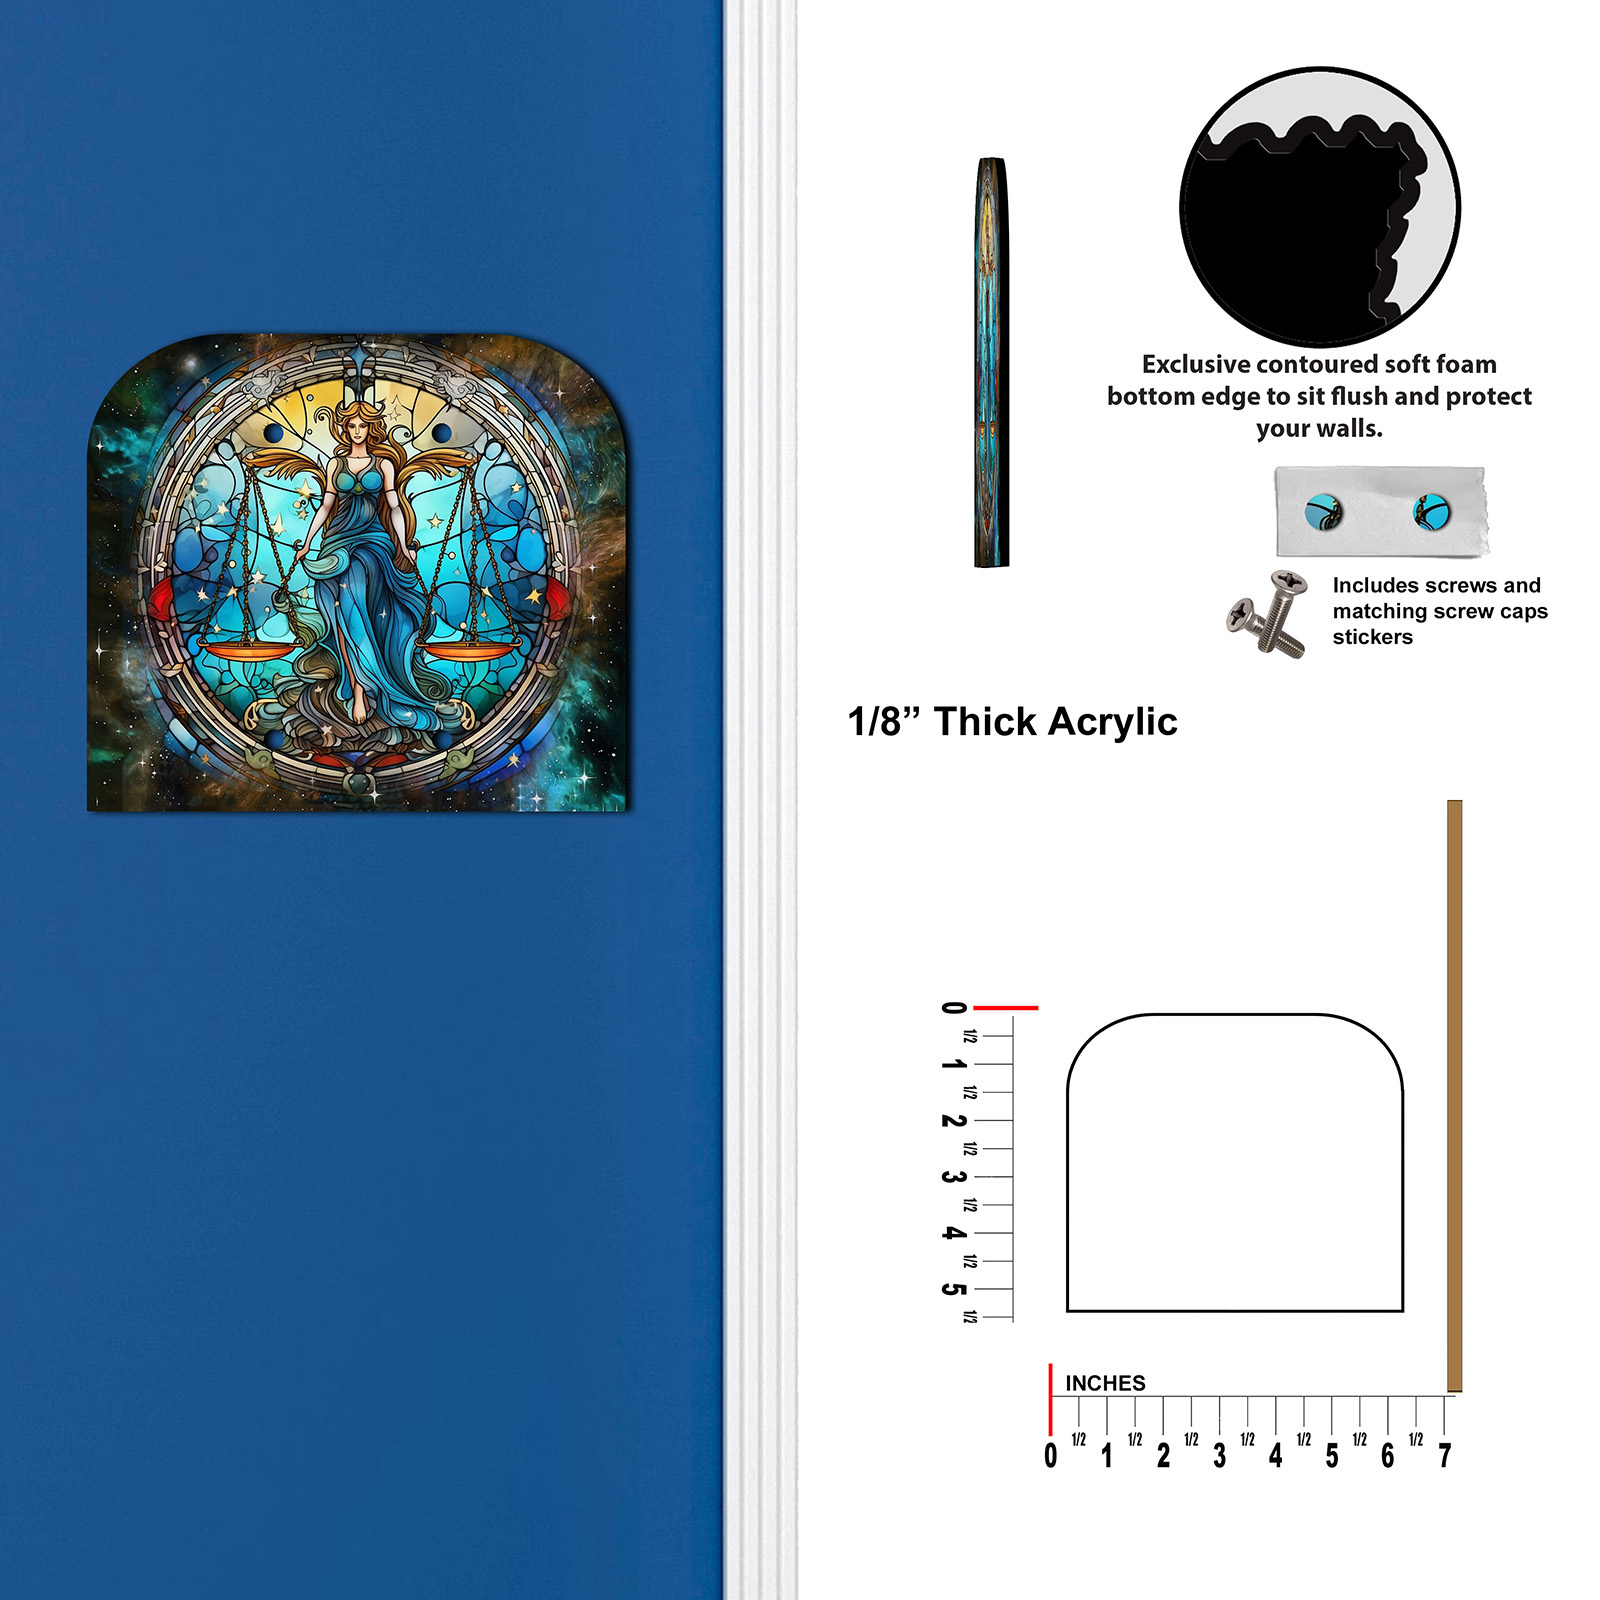 Exclusive contoured soft foam
bottom edge to sit flush and protect
your walls.
Includes screws and
matching screw caps
stickers
1/8” Thick Acrylic
0
1/2
1
1/2
2
1/2
3
1/2
4
1/2
5
1/2
INCHES
0 1/2 1 1/2 2 1/2 3 1/2 4 1/2 5 1/2 6 1/2 7